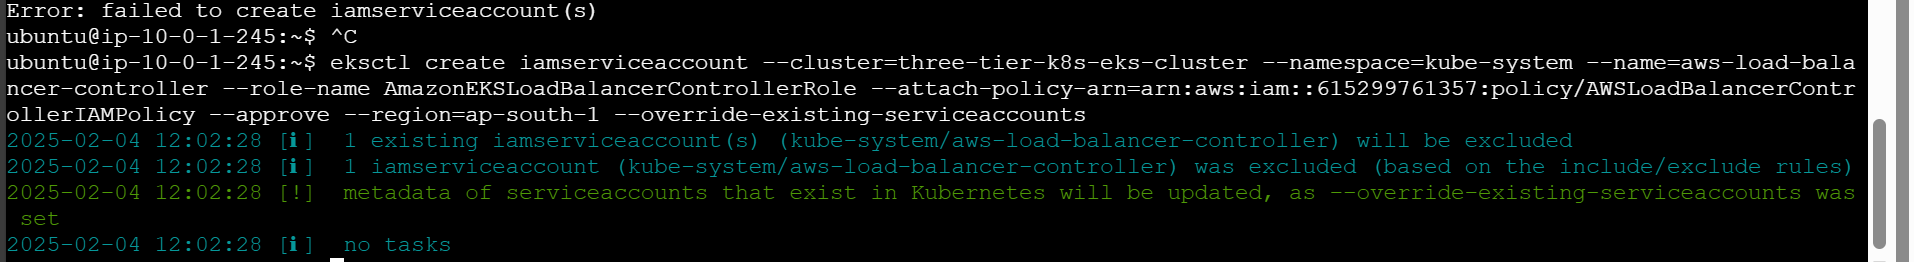 Error: failed to create iamserviceaccount(s)
ubuntu@ip-10-0-1-245:~$ ^C
ubuntu@ip-10-0-1-245:~$ eksctl create iamserviceaccount --cluster=three-tier-k8s-eks-cluster --namespace=kube-system --name=aws-load-bala
ncer-controller --role-name AmazonEKSLoadBalancerControllerRole --attach-policy-arn=arn:aws:iam::615299761357:policy/AWSLoadBalancerContr
ollerIAMPolicy --approve --region=ap-south-1 --override-existing-serviceaccounts
2025-02-04 12:02:28 [ℹ]  1 existing iamserviceaccount(s) (kube-system/aws-load-balancer-controller) will be excluded
2025-02-04 12:02:28 [ℹ]  1 iamserviceaccount (kube-system/aws-load-balancer-controller) was excluded (based on the include/exclude rules)
2025-02-04 12:02:28 [!]  metadata of serviceaccounts that exist in Kubernetes will be updated, as --override-existing-serviceaccounts was
 set
2025-02-04 12:02:28 [ℹ]  no tasks